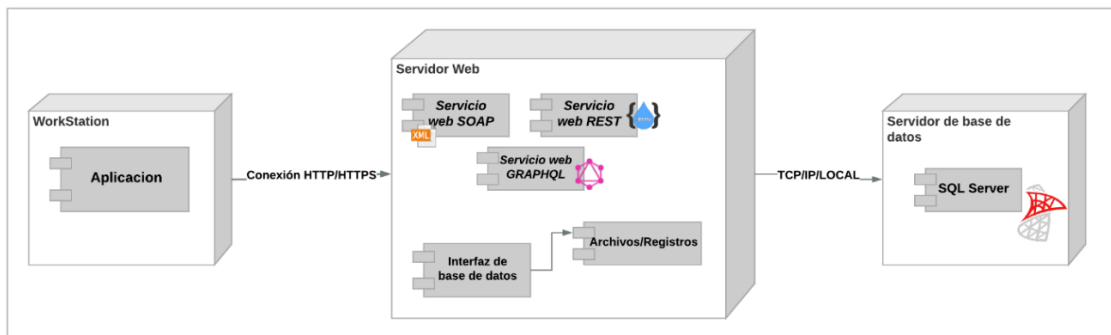 WorkStation
Aplicacion
Conexión HTTP/HTTPS
Servidor Web
Servicio
web SOAP
XML
Servicio
web REST
Servicio web
GRAPHQL
Interfaz de
base de datos
Archivos/Registros
TCP/IP/LOCAL
Servidor de base de
datos
SQL Server